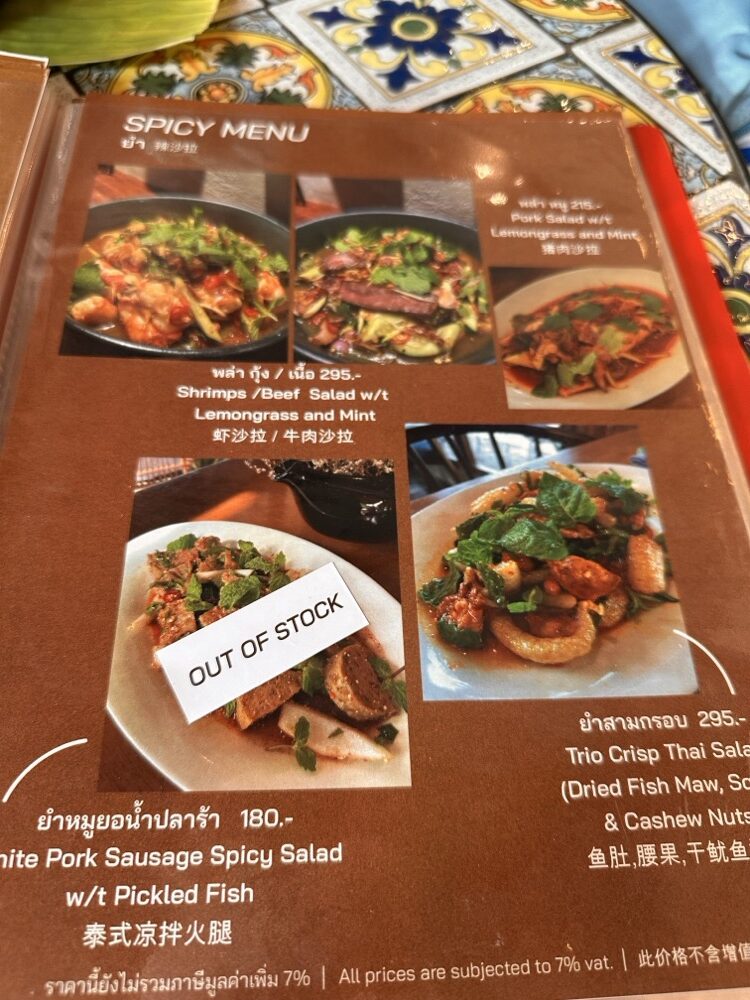 SPICY MENU
ยำ 辣沙拉
พล่า หมู 215.-
Pork Salad w/t
Lemongrass and Mint
猪肉沙拉
พล่า กุ้ง / เนื้อ 295.-
Shrimps /Beef Salad w/t
Lemongrass and Mint
虾沙拉 / 牛肉沙拉
OUT OF STOCK
ยำสามกรอบ 295.-
Trio Crisp Thai Sala
(Dried Fish Maw, Sq
& Cashew Nuts
鱼肚,腰果,干鱿鱼
ยำหมูยอน้ำปลาร้า 180.-
hite Pork Sausage Spicy Salad
w/t Pickled Fish
泰式凉拌火腿
ราคานี้ยังไม่รวมภาษีมูลค่าเพิ่ม 7% | All prices are subjected to 7% vat. | 此价格不含增值